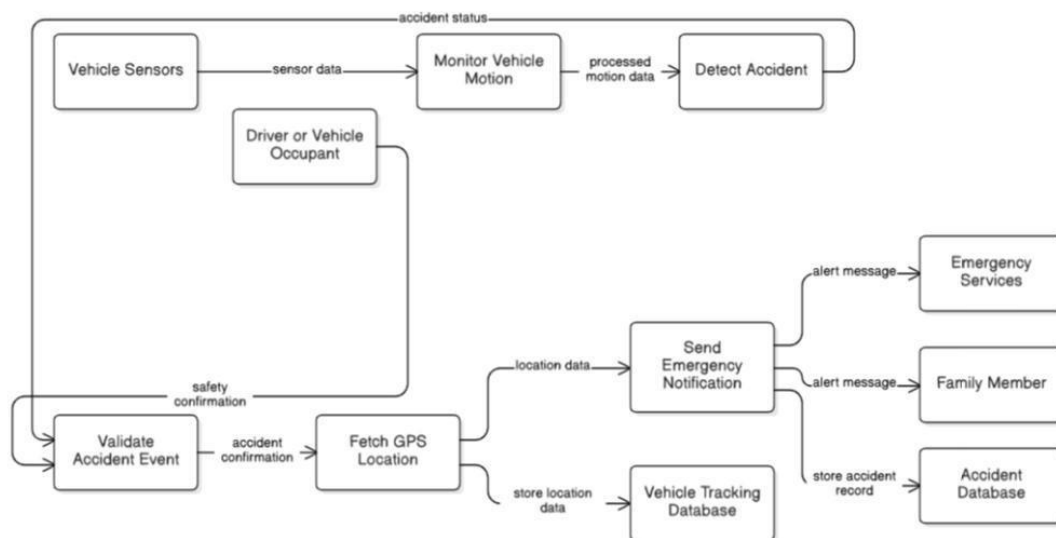 accident status
Vehicle Sensors
sensor data
Monitor Vehicle
Motion
processed
motion data
Detect Accident
Driver or Vehicle
Occupant
Emergency
Services
alert message
Send
Emergency
Notification
location data
alert message
Family Member
safety
confirmation
Validate
Accident Event
accident
confirmation
Fetch GPS
Location
store location
data
Vehicle Tracking
Database
store accident
record
Accident
Database